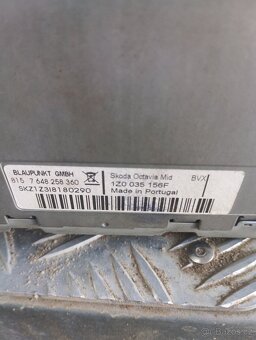 BLAUPUNKT GMBH
815 7 648 258 360
SKZ1Z3I8180290
Skoda Octavia Mid BVX
1Z0 035 156F
Made in Portugal